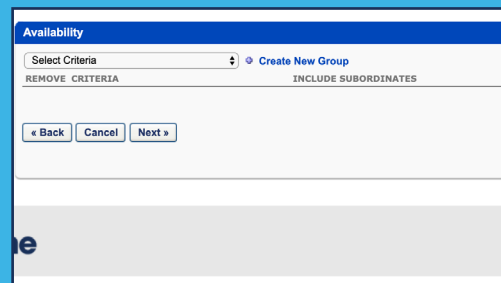 Availability
Select Criteria Create New Group
REMOVE CRITERIA INCLUDE SUBORDINATES
« Back Cancel Next »